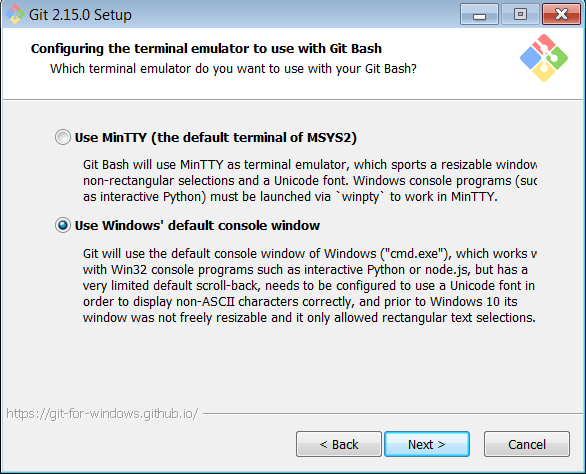 Git 2.15.0 Setup
Configuring the terminal emulator to use with Git Bash
Which terminal emulator do you want to use with your Git Bash?
Use MinTTY (the default terminal of MSYS2)
Git Bash will use MinTTY as terminal emulator, which sports a resizable window
non-rectangular selections and a Unicode font. Windows console programs (suc
as interactive Python) must be launched via `winpty` to work in MinTTY.
Use Windows' default console window
Git will use the default console window of Windows ("cmd.exe"), which works w
with Win32 console programs such as interactive Python or node.js, but has a
very limited default scroll-back, needs to be configured to use a Unicode font in
order to display non-ASCII characters correctly, and prior to Windows 10 its
window was not freely resizable and it only allowed rectangular text selections.
https://git-for-windows.github.io/
< Back
Next >
Cancel